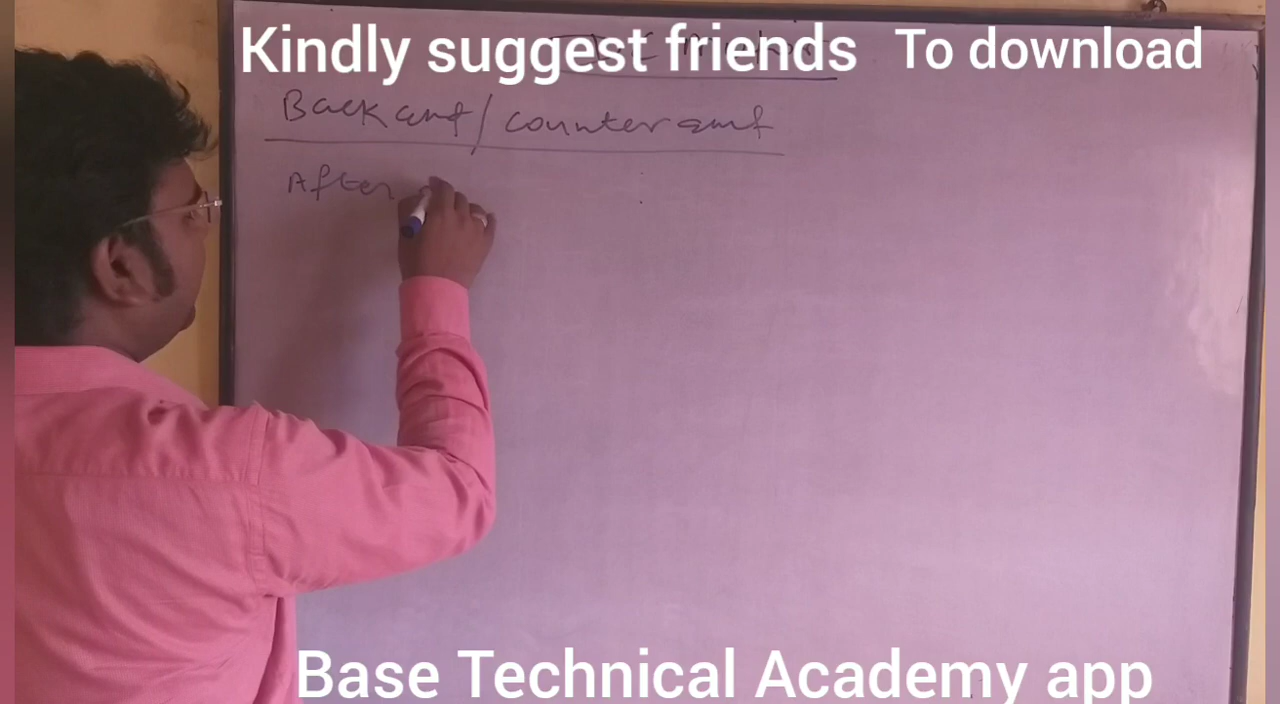 Kindly suggest friends To download
Back emf / counter emf
After
Base Technical Academy app